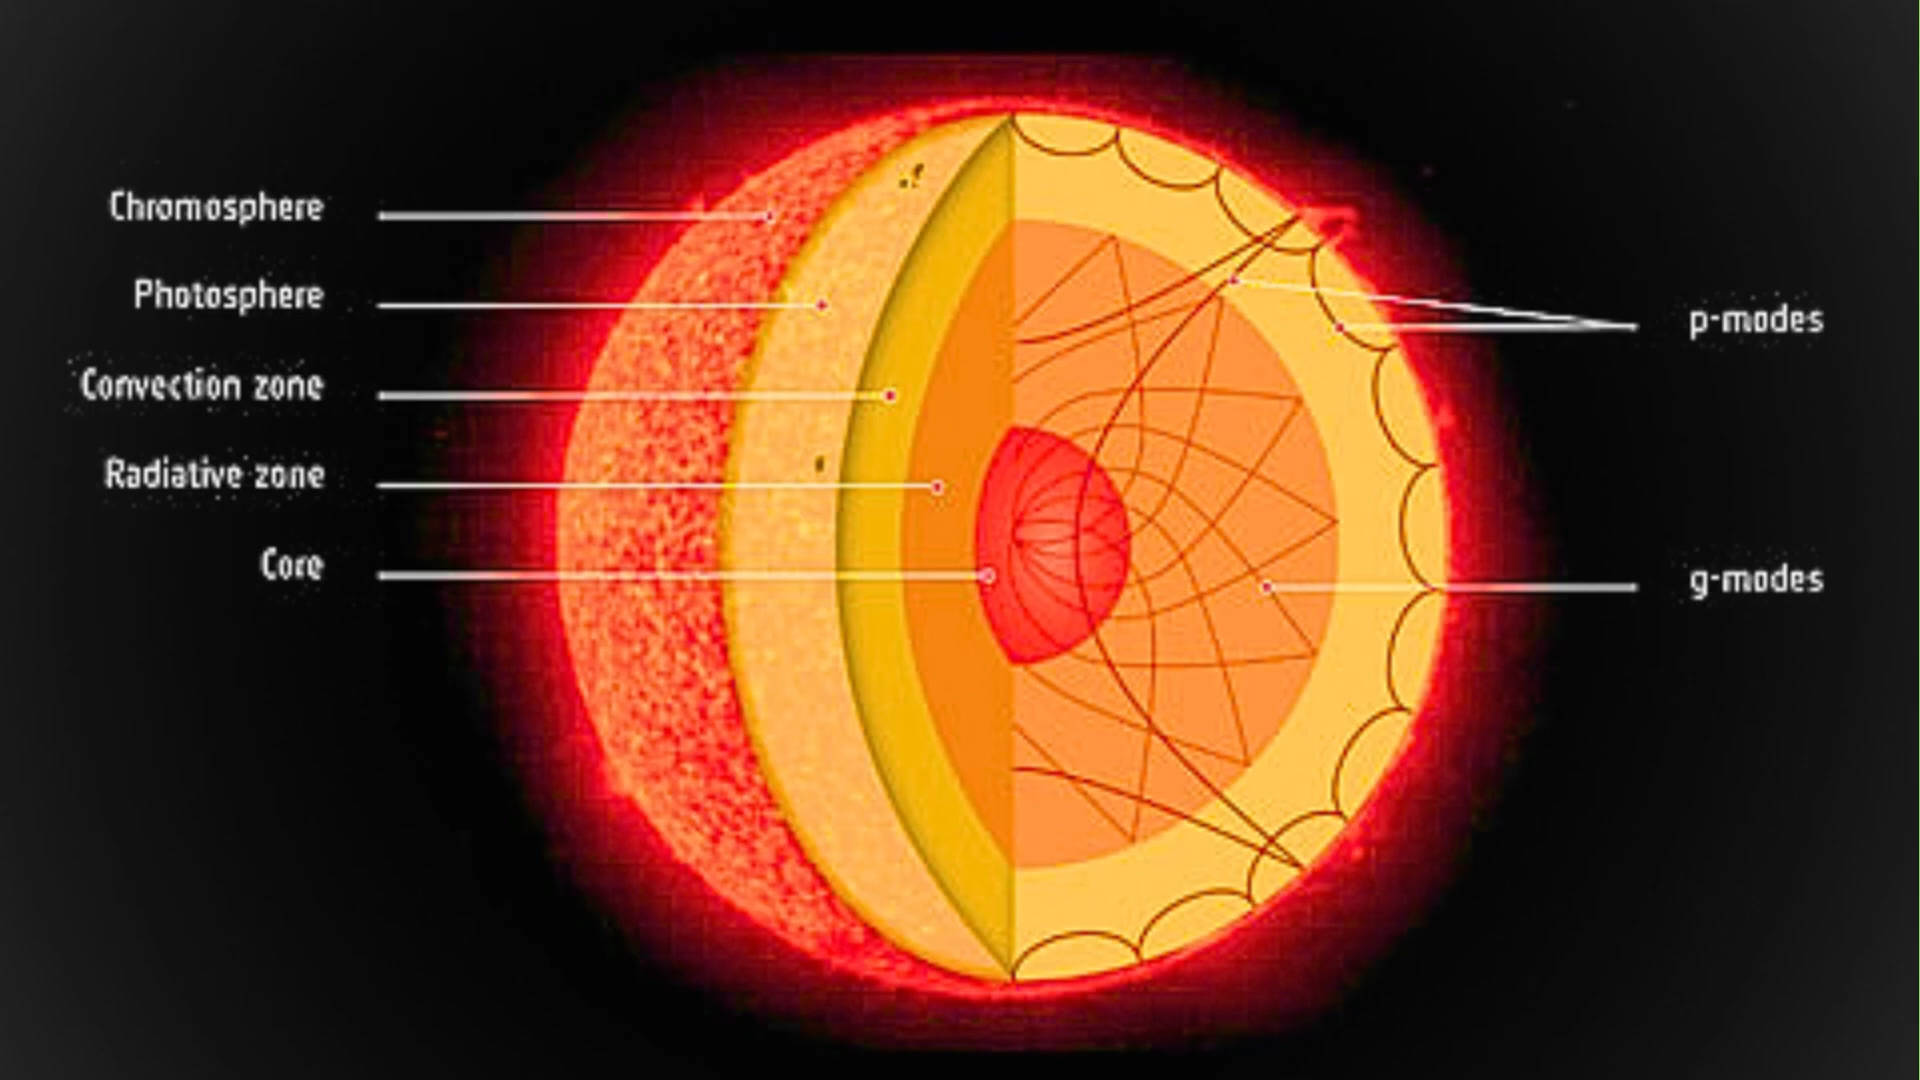 Chromosphere
Photosphere
Convection zone
Radiative zone
Core
p-modes
g-modes